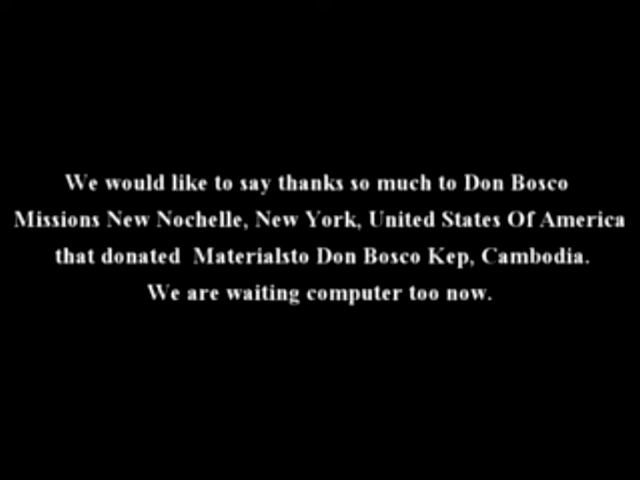 We would like to say thanks so much to Don Bosco
Missions New Nochelle, New York, United States Of America
that donated Materialsto Don Bosco Kep, Cambodia.
We are waiting computer too now.